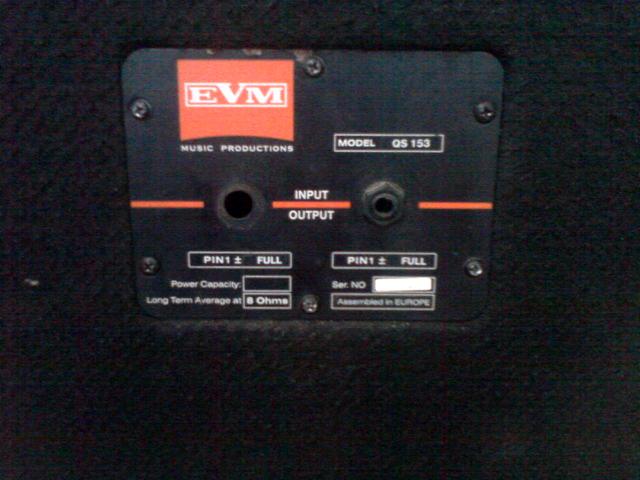 EVM
MUSIC PRODUCTIONS
MODEL QS 153
INPUT
OUTPUT
PIN1 ± FULL
PIN1 ± FULL
Power Capacity:
Ser. NO
Long Term Average at 8 Ohms
Assembled in EUROPE